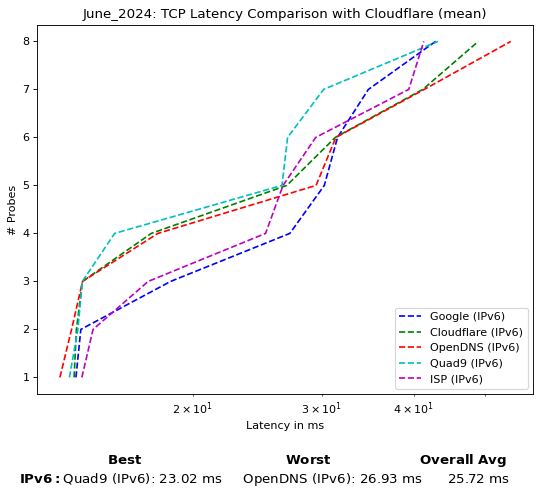 June_2024: TCP Latency Comparison with Cloudflare (mean)
# Probes
8
7
6
5
4
3
2
1
Google (IPv6)
Cloudflare (IPv6)
OpenDNS (IPv6)
Quad9 (IPv6)
ISP (IPv6)
2 × 10¹ 3 × 10¹ 4 × 10¹
Latency in ms
Best Worst Overall Avg
IPv6: Quad9 (IPv6): 23.02 ms OpenDNS (IPv6): 26.93 ms 25.72 ms